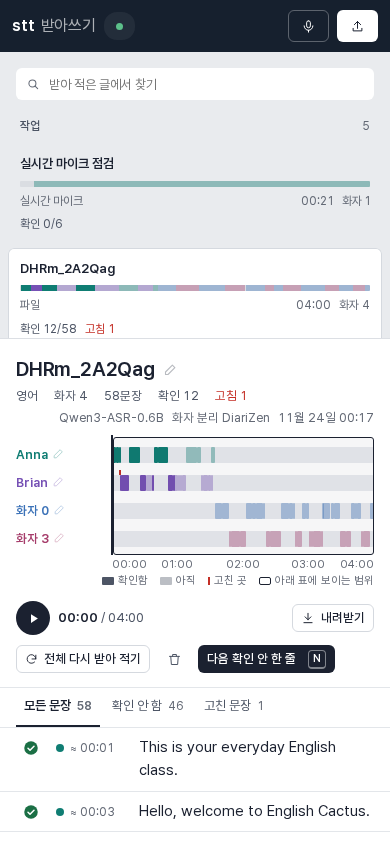 stt 받아쓰기
받아 적은 글에서 찾기
작업 5
실시간 마이크 점검
실시간 마이크 00:21 화자 1
확인 0/6
DHRm_2A2Qag
파일 04:00 화자 4
확인 12/58 고침 1
DHRm_2A2Qag
영어 화자 4 58문장 확인 12 고침 1
Qwen3-ASR-0.6B 화자 분리 DiariZen 11월 24일 00:17
Anna
Brian
화자 0
화자 3
00:00 01:00 02:00 03:00 04:00
확인함 아직 고친 곳 아래 표에 보이는 범위
00:00 / 04:00 내려받기
전체 다시 받아 적기 다음 확인 안 한 줄 N
모든 문장 58 확인 안 함 46 고친 문장 1
≈ 00:01 This is your everyday English
class.
≈ 00:03 Hello, welcome to English Cactus.